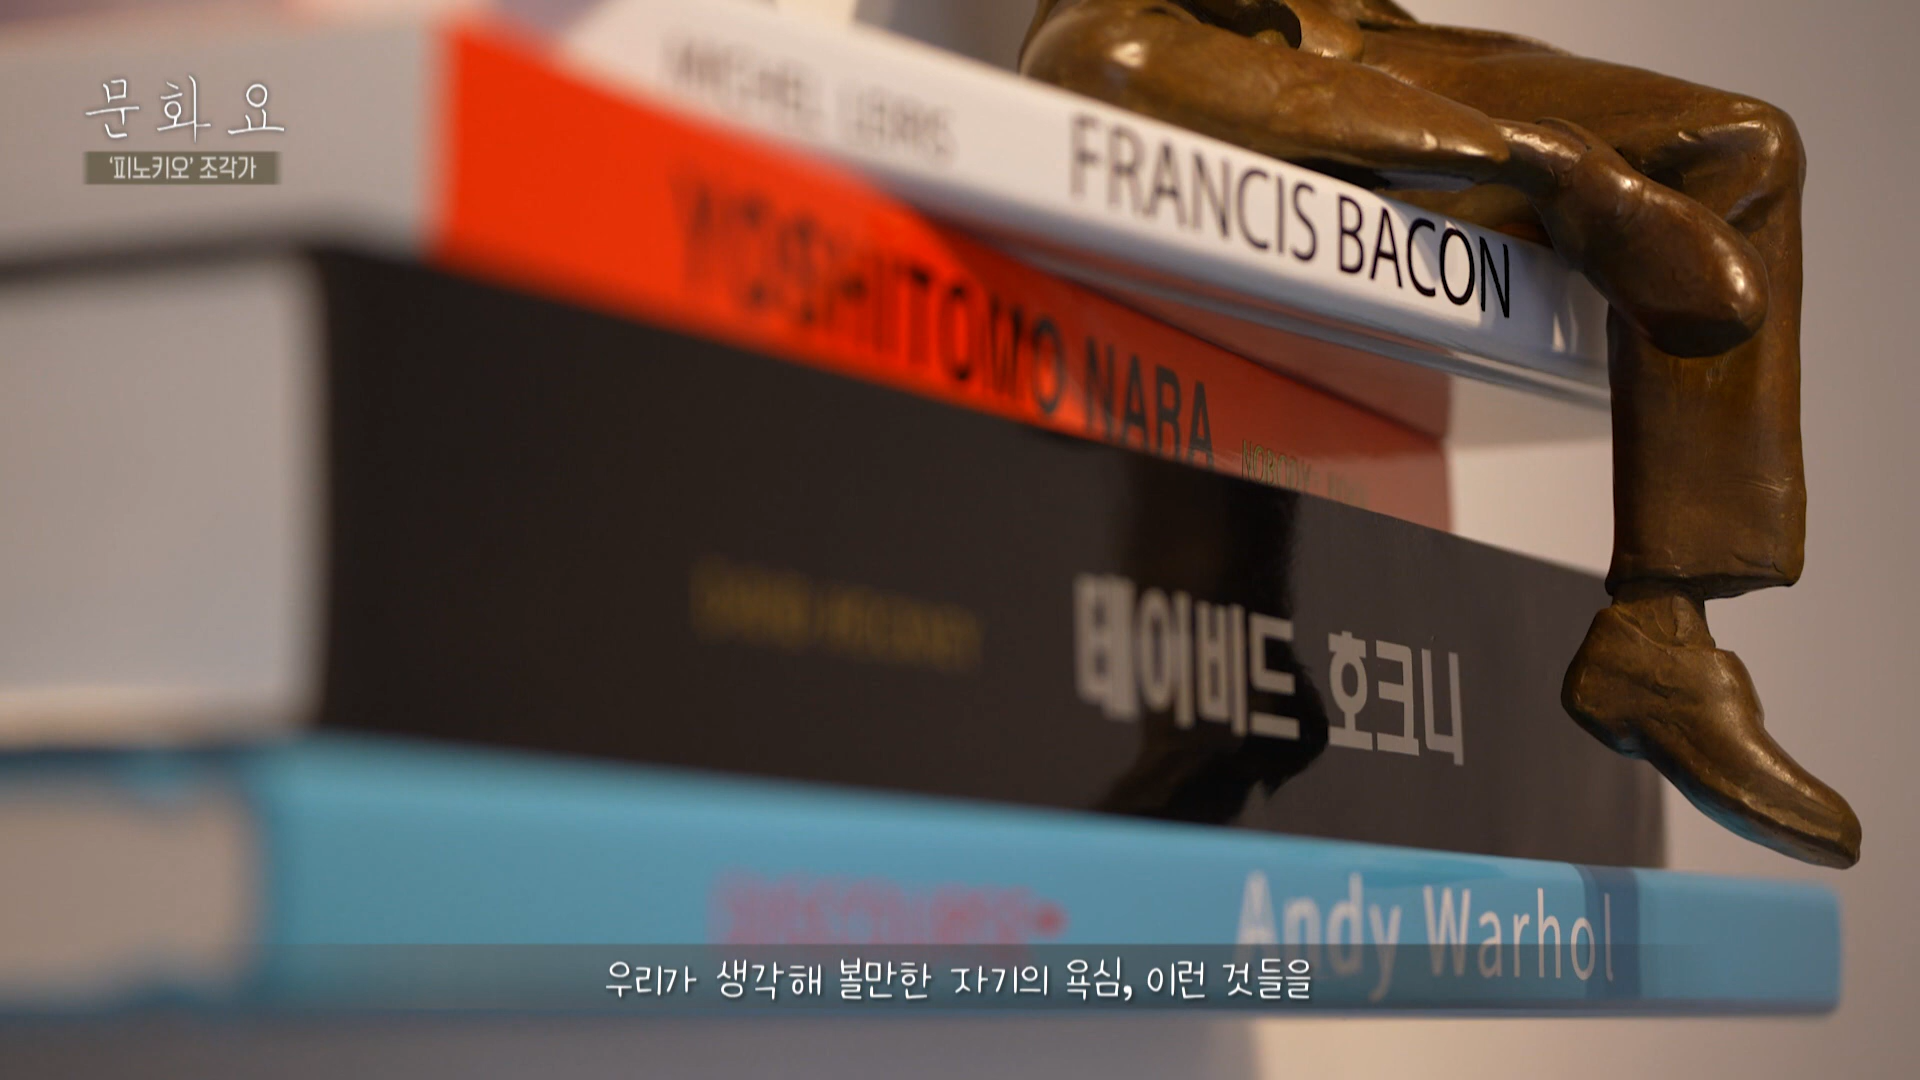 문화요
'피노키오' 조각가
FRANCIS BACON
YOSHITOMO NARA
데이비드 호크니
Andy Warhol
우리가 생각해 볼만한 자기의 욕심, 이런 것들을